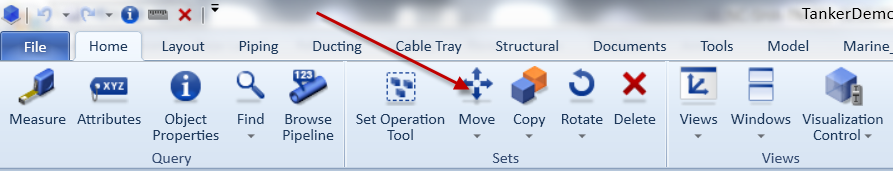 TankerDemo
File Home Layout Piping Ducting Cable Tray Structural Documents Tools Model Marine_
XYZ 123
Measure Attributes Object Properties Find Browse Pipeline Set Operation Tool Move Copy Rotate Delete Views Windows Visualization Control
Query Sets Views